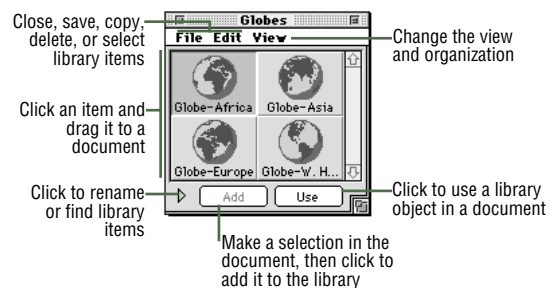 Close, save, copy,
delete, or select
library items
Globes
File Edit View
Change the view
and organization
Click an item and
drag it to a
document
Globe-Africa
Globe-Asia
Globe-Europe
Globe-W. H...
Click to rename
or find library
items
Add
Use
Click to use a library
object in a document
Make a selection in the
document, then click to
add it to the library